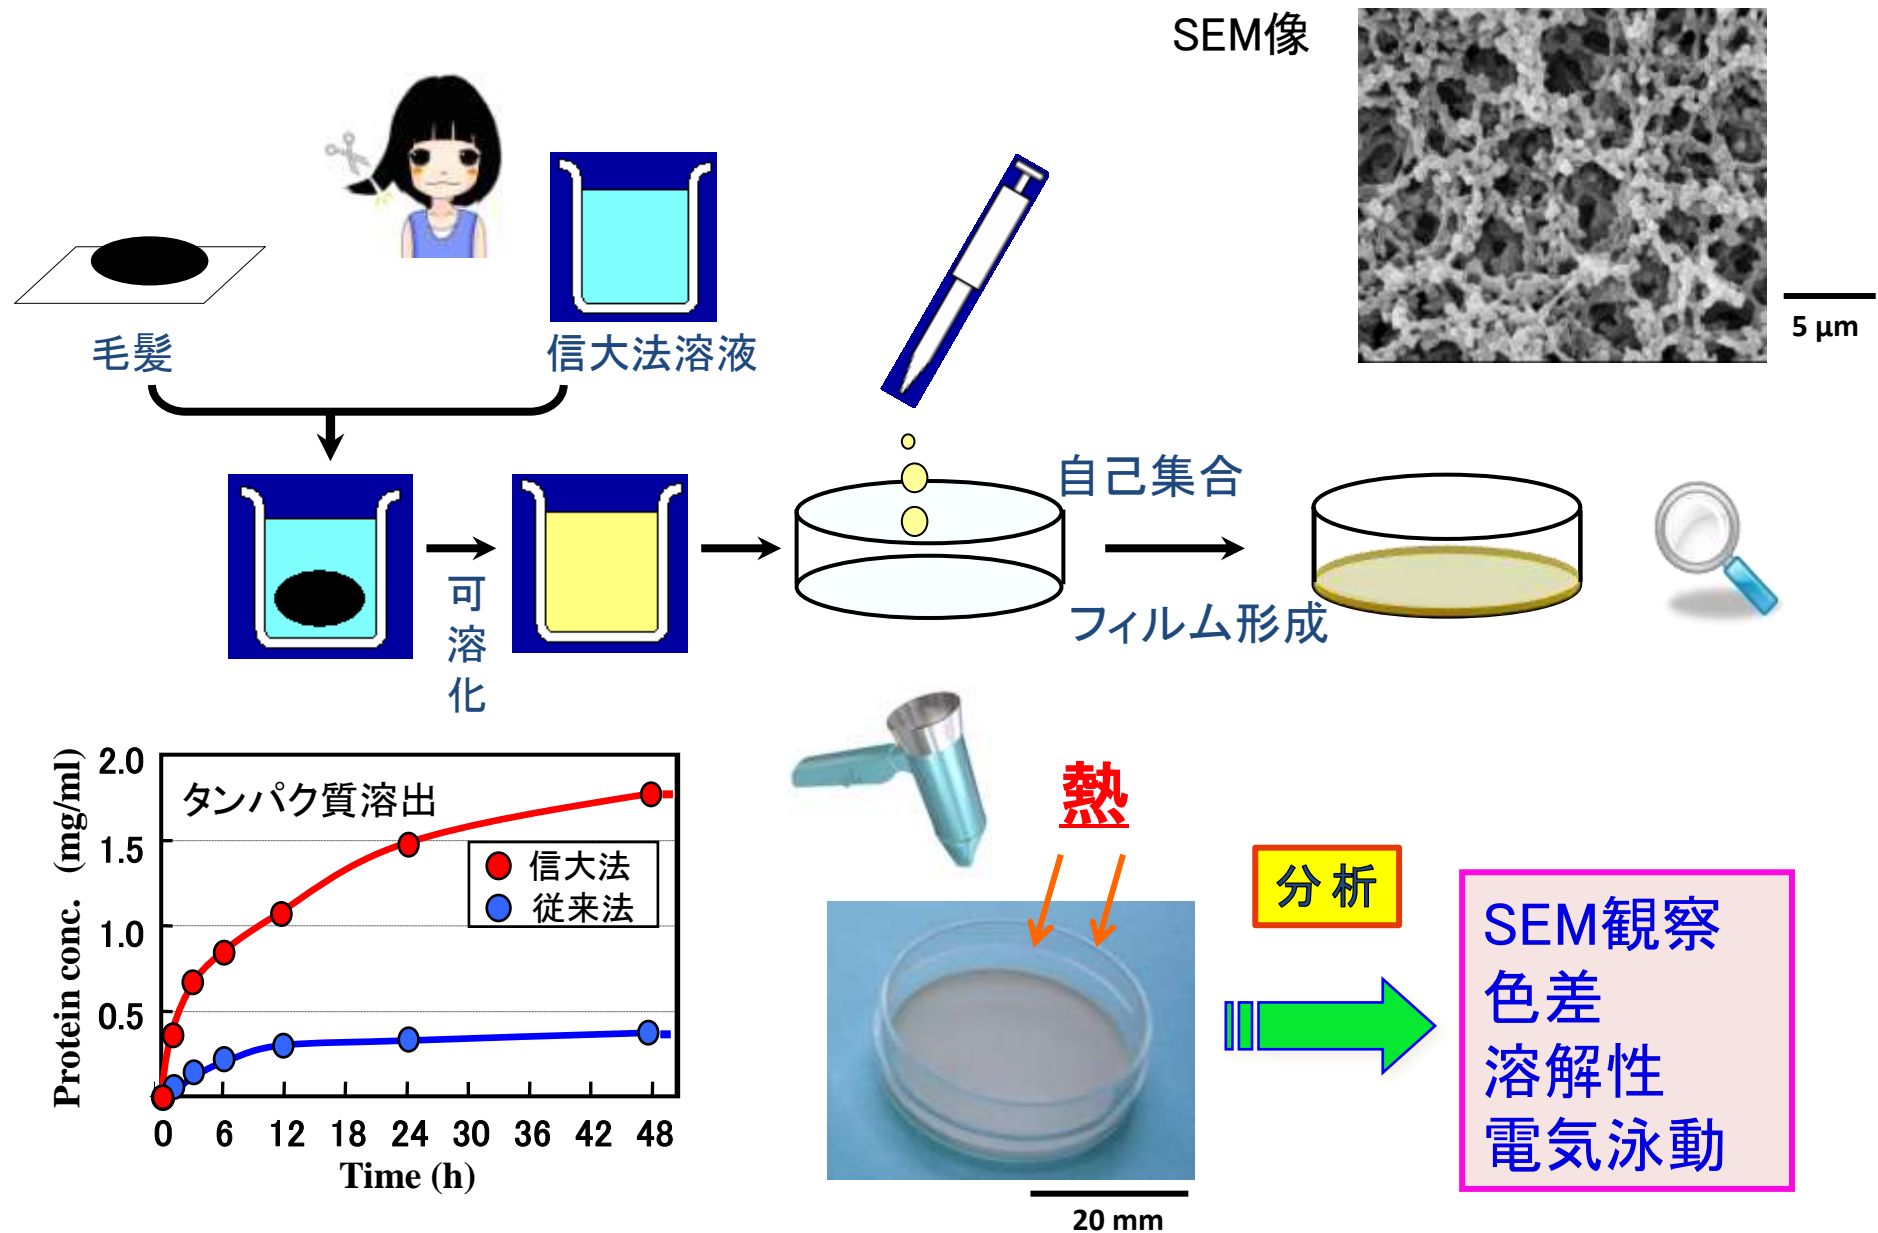 SEM像
5 µm
毛髪
信大法溶液
可溶化
自己集合
フィルム形成
タンパク質溶出
信大法
従来法
Protein conc. (mg/ml)
2.0
1.5
1.0
0.5
0 6 12 18 24 30 36 42 48
Time (h)
熱
20 mm
分析
SEM観察
色差
溶解性
電気泳動